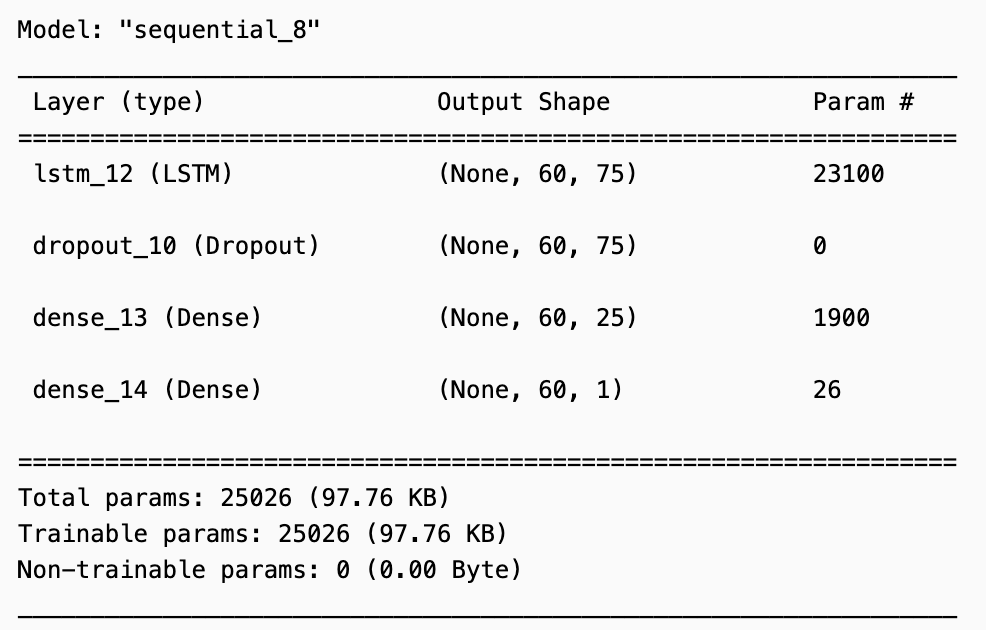 Model: "sequential_8"
_________________________________________________________________
Layer (type) Output Shape Param #
=================================================================
lstm_12 (LSTM) (None, 60, 75) 23100
dropout_10 (Dropout) (None, 60, 75) 0
dense_13 (Dense) (None, 60, 25) 1900
dense_14 (Dense) (None, 60, 1) 26
=================================================================
Total params: 25026 (97.76 KB)
Trainable params: 25026 (97.76 KB)
Non-trainable params: 0 (0.00 Byte)
_________________________________________________________________